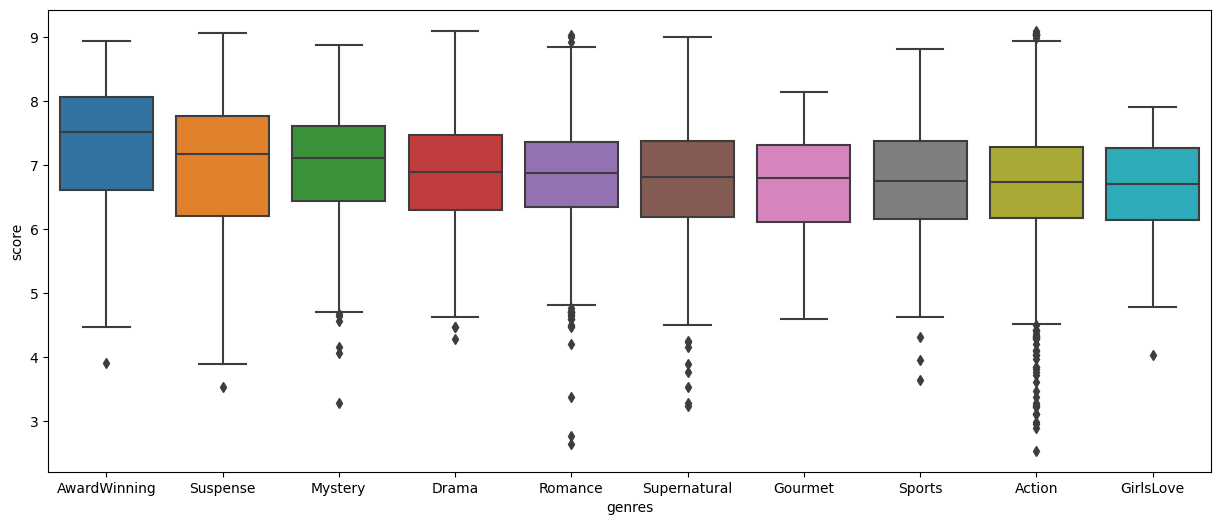 score
9
8
7
6
5
4
3
AwardWinning Suspense Mystery Drama Romance Supernatural Gourmet Sports Action GirlsLove
genres